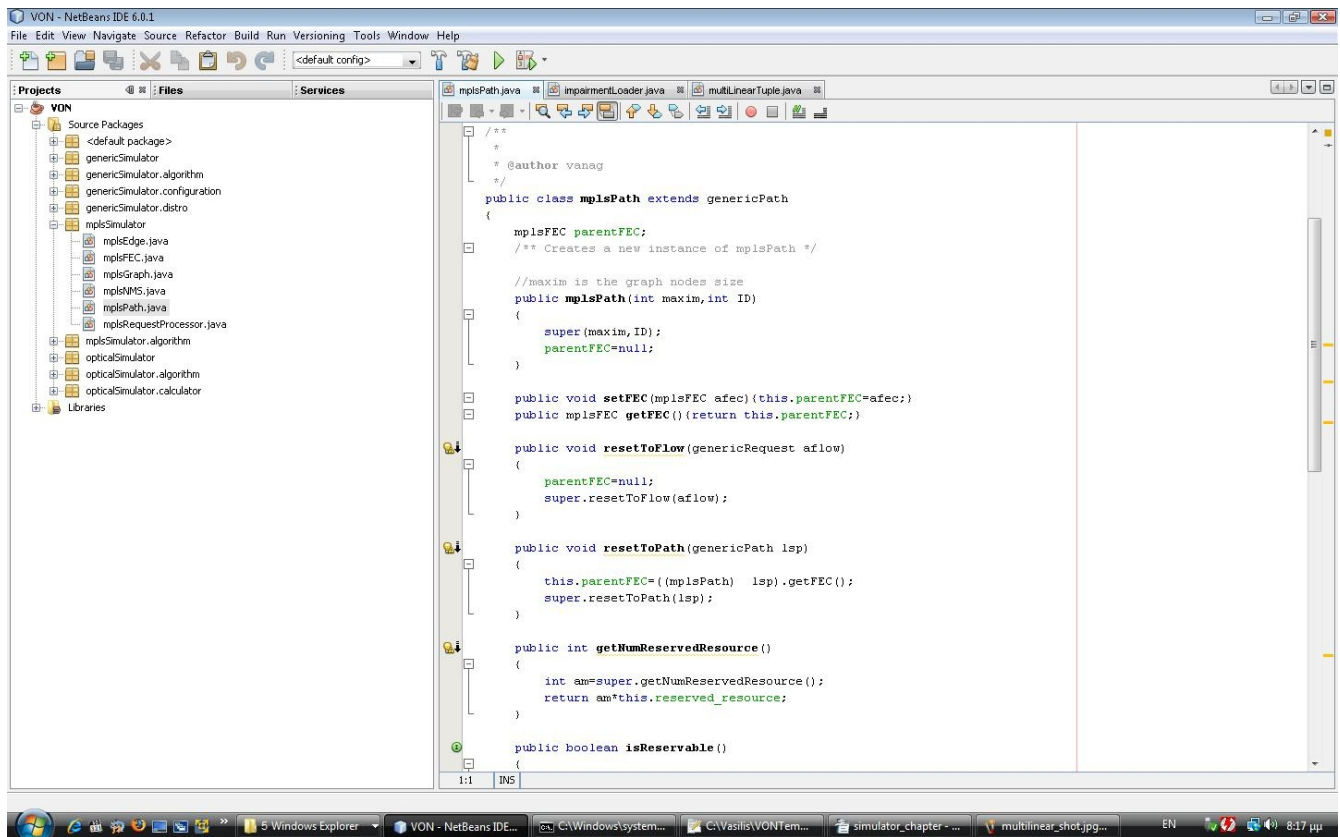 VON - NetBeans IDE 6.0.1
File Edit View Navigate Source Refactor Build Run Versioning Tools Window Help
<default config>
Projects
Files
Services
VON
Source Packages
<default package>
genericSimulator
genericSimulator.algorithm
genericSimulator.configuration
genericSimulator.distro
mplsSimulator
mplsEdge.java
mplsFEC.java
mplsGraph.java
mplsNMS.java
mplsPath.java
mplsRequestProcessor.java
mplsSimulator.algorithm
opticalSimulator
opticalSimulator.algorithm
opticalSimulator.calculator
Libraries
mplsPath.java impairmentLoader.java multiLinearTuple.java
/**
 *
 * @author vanag
 */
public class mplsPath extends genericPath
{
    mplsFEC parentFEC;
    /** Creates a new instance of mplsPath */
    //maxim is the graph nodes size
    public mplsPath(int maxim,int ID)
    {
        super(maxim,ID);
        parentFEC=null;
    }
    public void setFEC(mplsFEC afec){this.parentFEC=afec;}
    public mplsFEC getFEC(){return this.parentFEC;}
    public void resetToFlow(genericRequest aflow)
    {
        parentFEC=null;
        super.resetToFlow(aflow);
    }
    public void resetToPath(genericPath lsp)
    {
        this.parentFEC=((mplsPath)  lsp).getFEC();
        super.resetToPath(lsp);
    }
    public int getNumReservedResource()
    {
        int am=super.getNumReservedResource();
        return am*this.reserved_resource;
    }
    public boolean isReservable()
    {
1:1 INS
5 Windows Explorer
VON - NetBeans IDE...
C:\Windows\system...
C:\Vasilis\VONTem...
simulator_chapter - ...
multilinear_shot.jpg...
EN
8:17 μμ